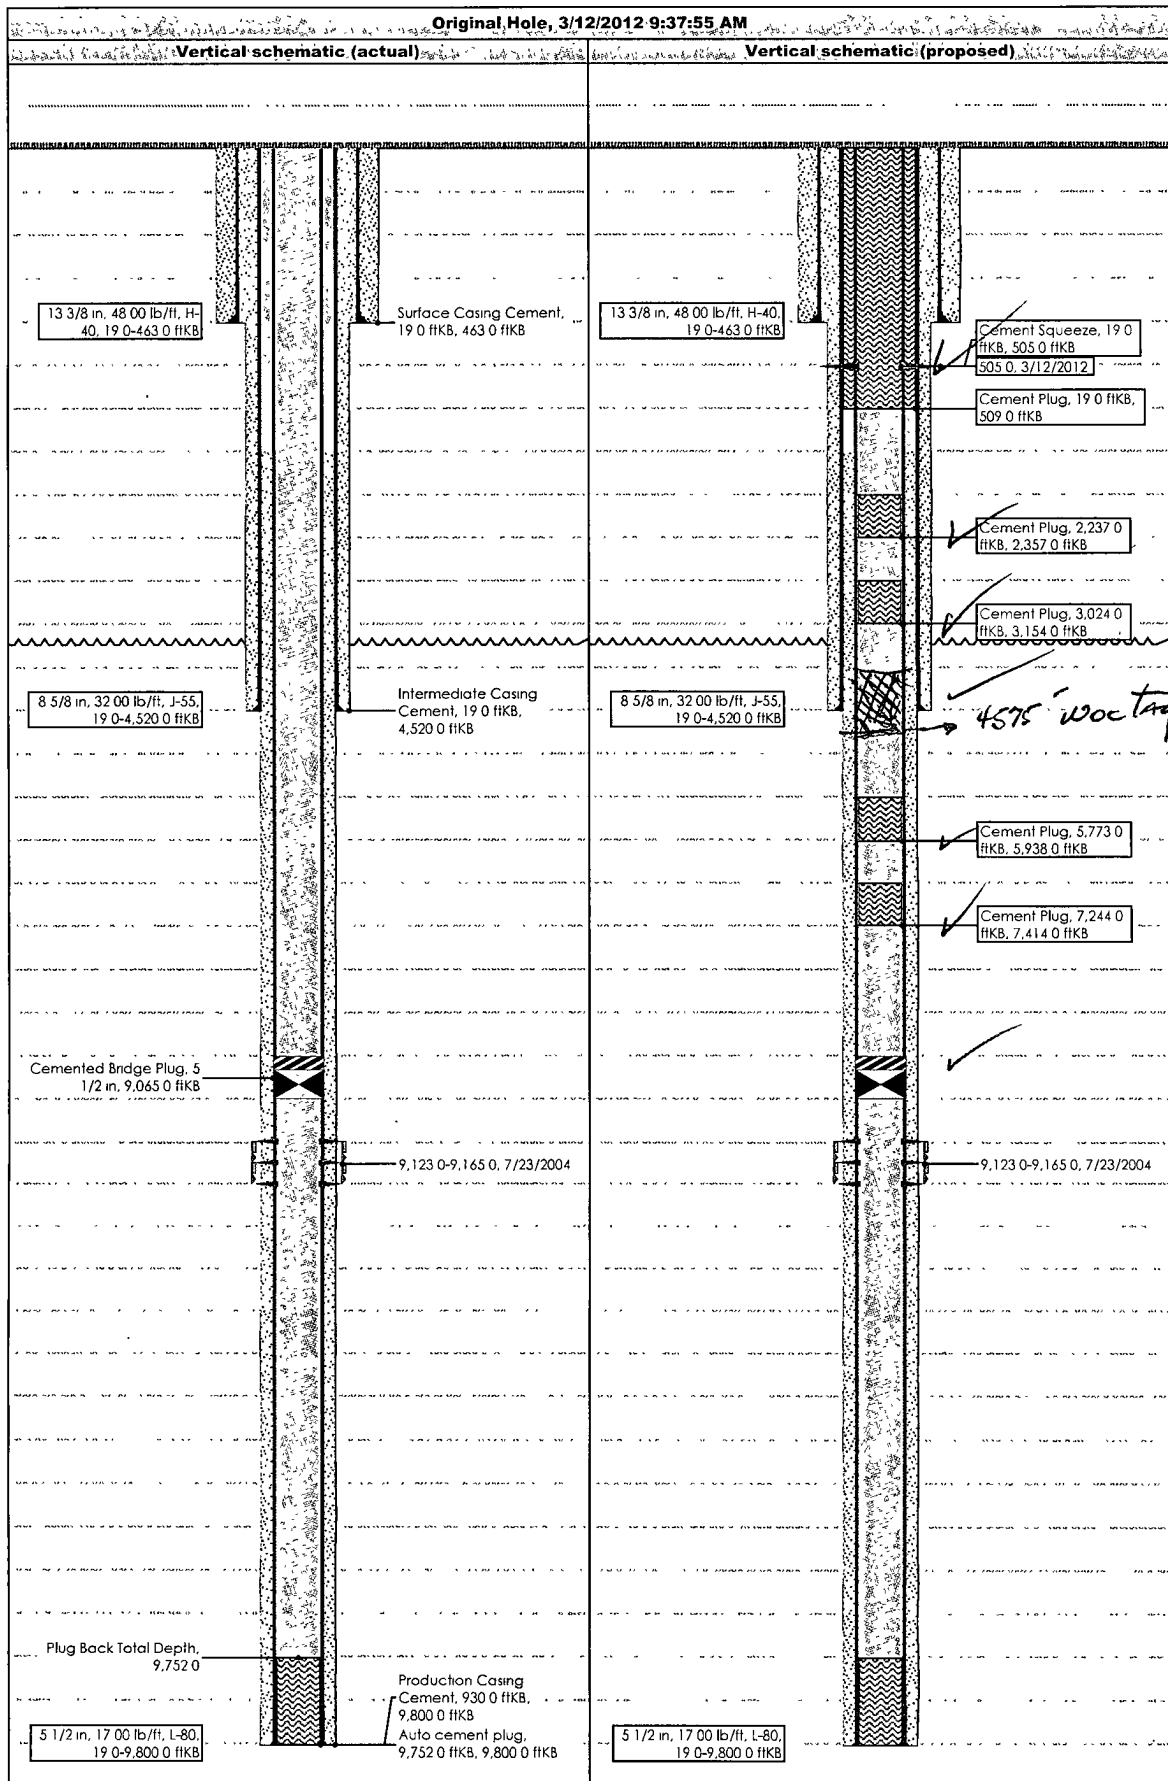 Original Hole, 3/12/2012 9:37:55 AM
Vertical schematic (actual)
Vertical schematic (proposed)
13 3/8 in, 48 00 lb/ft, H-
40, 19 0-463 0 ftKB
Surface Casing Cement,
19 0 ftKB, 463 0 ftKB
8 5/8 in, 32 00 lb/ft, J-55,
19 0-4,520 0 ftKB
Intermediate Casing
Cement, 19 0 ftKB,
4,520 0 ftKB
Cemented Bridge Plug, 5
1/2 in, 9,065 0 ftKB
9,123 0-9,165 0, 7/23/2004
Plug Back Total Depth,
9,752 0
Production Casing
Cement, 930 0 ftKB,
9,800 0 ftKB
Auto cement plug,
9,752 0 ftKB, 9,800 0 ftKB
5 1/2 in, 17 00 lb/ft, L-80,
19 0-9,800 0 ftKB
13 3/8 in, 48 00 lb/ft, H-40,
19 0-463 0 ftKB
Cement Squeeze, 19 0
ftKB, 505 0 ftKB
505 0, 3/12/2012
Cement Plug, 19 0 ftKB,
509 0 ftKB
Cement Plug, 2,237 0
ftKB, 2,357 0 ftKB
Cement Plug, 3,024 0
ftKB, 3,154 0 ftKB
8 5/8 in, 32 00 lb/ft, J-55,
19 0-4,520 0 ftKB
4575' WOC Tag
Cement Plug, 5,773 0
ftKB, 5,938 0 ftKB
Cement Plug, 7,244 0
ftKB, 7,414 0 ftKB
9,123 0-9,165 0, 7/23/2004
5 1/2 in, 17 00 lb/ft, L-80,
19 0-9,800 0 ftKB